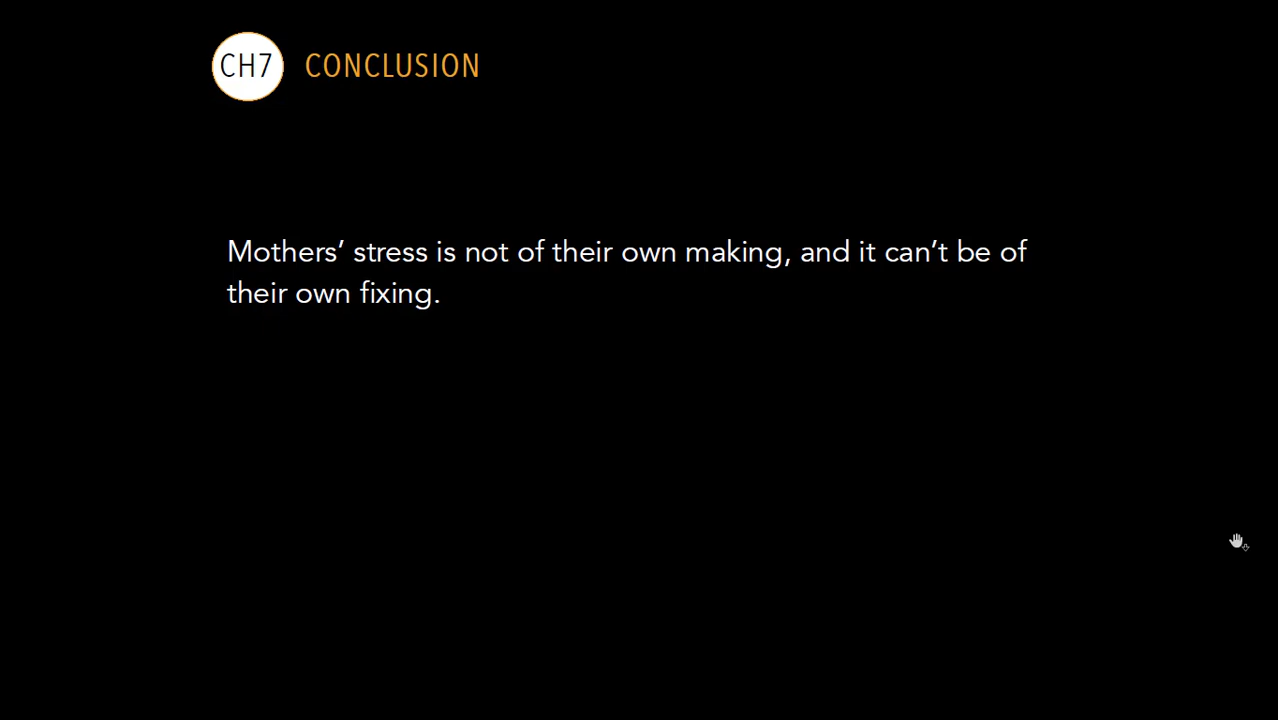 CH7 CONCLUSION
Mothers’ stress is not of their own making, and it can’t be of
their own fixing.